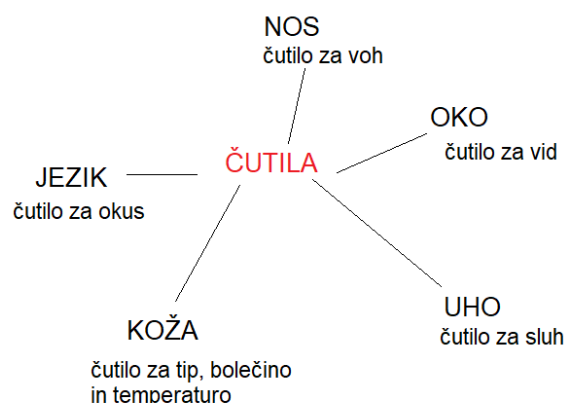 NOS
čutilo za voh
OKO
čutilo za vid
ČUTILA
JEZIK
čutilo za okus
UHO
čutilo za sluh
KOŽA
čutilo za tip, bolečino
in temperaturo